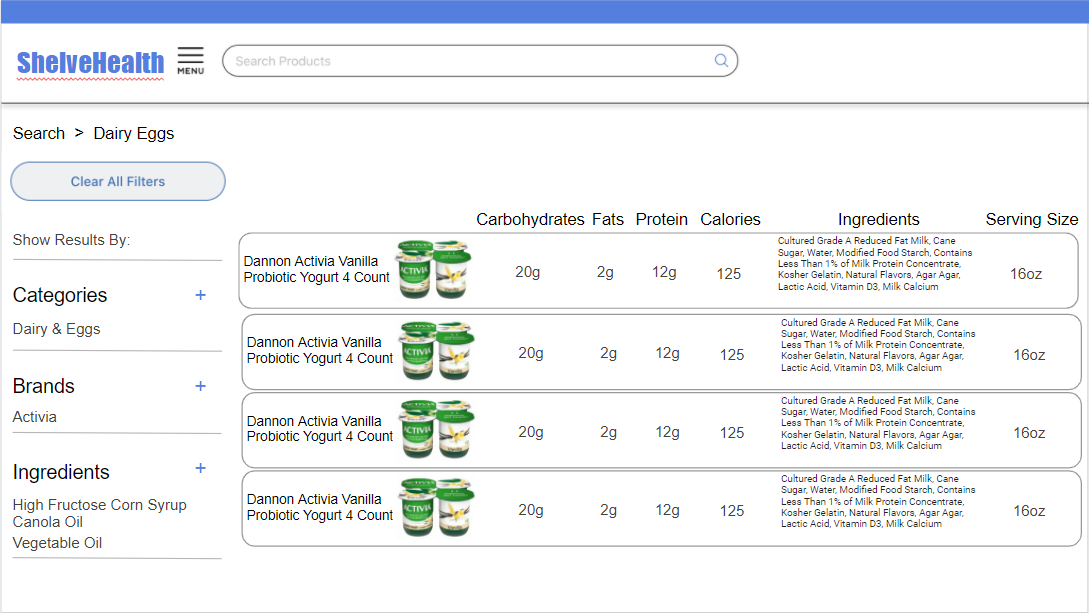 ShelveHealth
MENU
Search Products
Search > Dairy Eggs
Clear All Filters
Show Results By:
Categories +
Dairy & Eggs
Brands +
Activia
Ingredients +
High Fructose Corn Syrup
Canola Oil
Vegetable Oil
Carbohydrates Fats Protein Calories Ingredients Serving Size
Dannon Activia Vanilla
Probiotic Yogurt 4 Count
ACTIVIA
20g 2g 12g 125
Cultured Grade A Reduced Fat Milk, Cane
Sugar, Water, Modified Food Starch, Contains
Less Than 1% of Milk Protein Concentrate,
Kosher Gelatin, Natural Flavors, Agar Agar,
Lactic Acid, Vitamin D3, Milk Calcium
16oz
Dannon Activia Vanilla
Probiotic Yogurt 4 Count
ACTIVIA
20g 2g 12g 125
Cultured Grade A Reduced Fat Milk, Cane
Sugar, Water, Modified Food Starch, Contains
Less Than 1% of Milk Protein Concentrate,
Kosher Gelatin, Natural Flavors, Agar Agar,
Lactic Acid, Vitamin D3, Milk Calcium
16oz
Dannon Activia Vanilla
Probiotic Yogurt 4 Count
ACTIVIA
20g 2g 12g 125
Cultured Grade A Reduced Fat Milk, Cane
Sugar, Water, Modified Food Starch, Contains
Less Than 1% of Milk Protein Concentrate,
Kosher Gelatin, Natural Flavors, Agar Agar,
Lactic Acid, Vitamin D3, Milk Calcium
16oz
Dannon Activia Vanilla
Probiotic Yogurt 4 Count
ACTIVIA
20g 2g 12g 125
Cultured Grade A Reduced Fat Milk, Cane
Sugar, Water, Modified Food Starch, Contains
Less Than 1% of Milk Protein Concentrate,
Kosher Gelatin, Natural Flavors, Agar Agar,
Lactic Acid, Vitamin D3, Milk Calcium
16oz